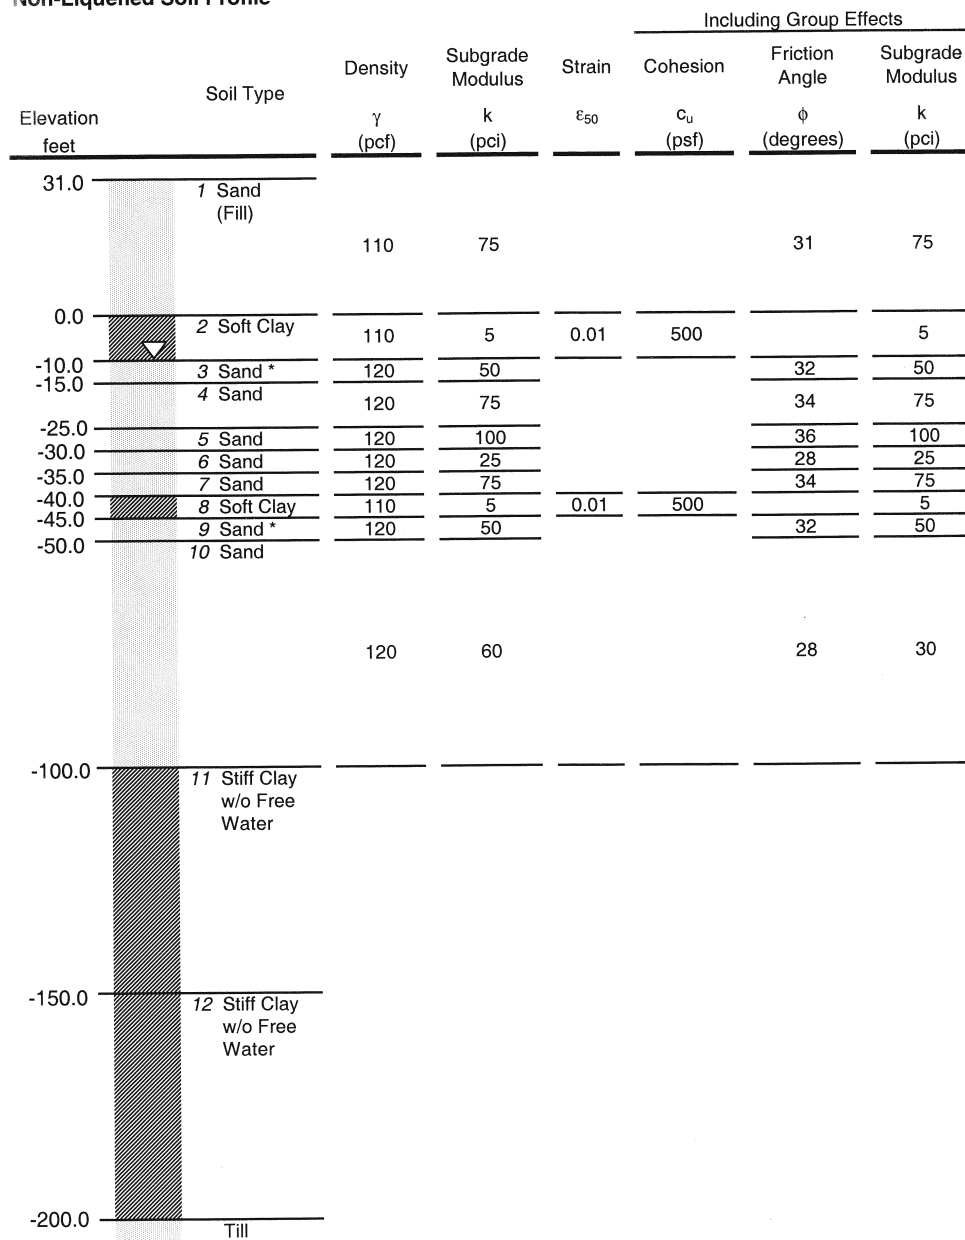 Non-Liquefied Soil Profile
Including Group Effects
Elevation feet Soil Type Density γ (pcf) Subgrade Modulus k (pci) Strain ε50 Cohesion cu (psf) Friction Angle ϕ (degrees) Subgrade Modulus k (pci)
31.0
1 Sand
(Fill)
110 75 31 75
0.0
2 Soft Clay
110 5 0.01 500 5
-10.0
3 Sand * 120 50 32 50
-15.0
4 Sand
120 75 34 75
-25.0
5 Sand 120 100 36 100
-30.0
6 Sand 120 25 28 25
-35.0
7 Sand 120 75 34 75
-40.0
8 Soft Clay 110 5 0.01 500 5
-45.0
9 Sand * 120 50 32 50
-50.0
10 Sand
120 60 28 30
-100.0
11 Stiff Clay
w/o Free
Water
-150.0
12 Stiff Clay
w/o Free
Water
-200.0
Till